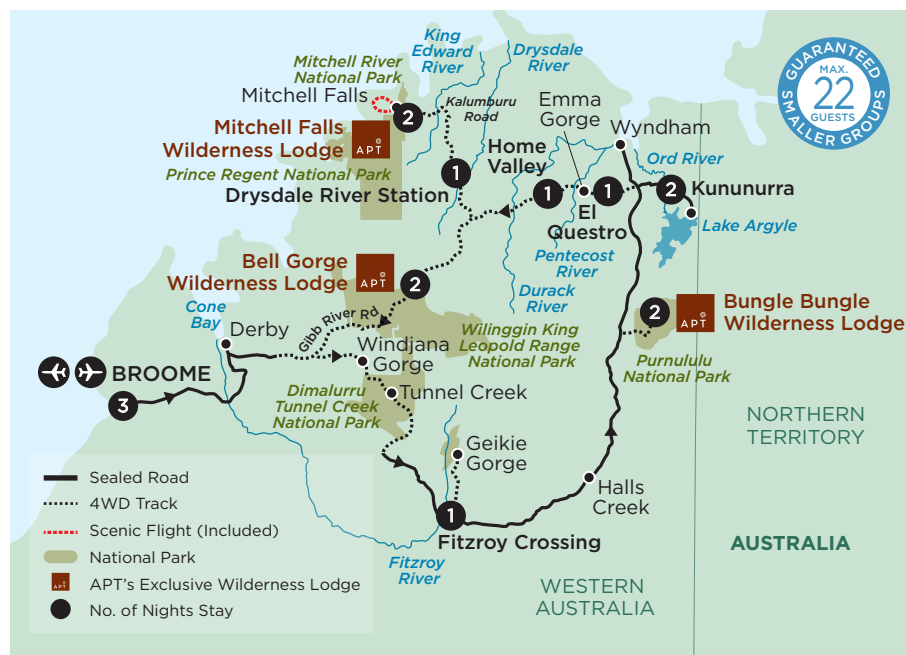 King
Edward
River
Drysdale
River
GUARANTEED
MAX.
22
GUESTS
SMALLER GROUPS
Mitchell River
National Park
Mitchell Falls
2
Kalumburu
Road
Emma
Gorge
Wyndham
Mitchell Falls
Wilderness Lodge
APT
Home
Valley
Ord River
Prince Regent National Park
1
Drysdale River Station
1
1
2
Kununurra
El
Questro
Lake Argyle
Pentecost
River
Bell Gorge
Wilderness Lodge
APT
2
Durack
River
Cone
Bay
Gibb River Rd
2
APT
Bungle Bungle
Wilderness Lodge
Derby
Wilinggin King
Leopold Range
National Park
Windjana
Gorge
Purnululu
National Park
BROOME
3
Dimalurru
Tunnel Creek
National Park
Tunnel Creek
NORTHERN
TERRITORY
Geikie
Gorge
Halls
Creek
1
Fitzroy Crossing
AUSTRALIA
Fitzroy
River
WESTERN
AUSTRALIA
Sealed Road
4WD Track
Scenic Flight (Included)
National Park
APT
APT's Exclusive Wilderness Lodge
No. of Nights Stay